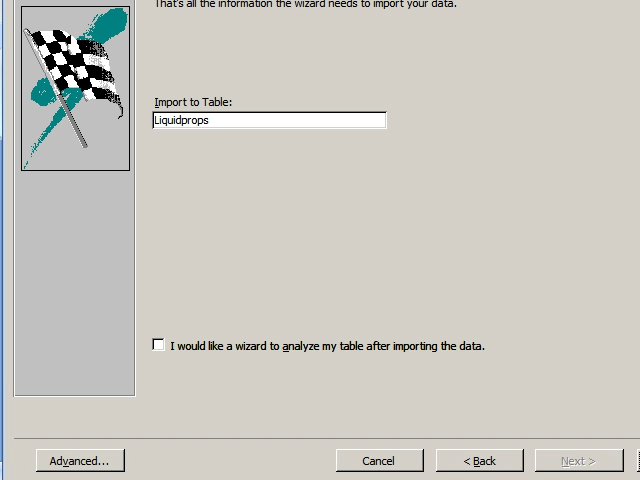 That's all the information the wizard needs to import your data.
Import to Table:
Liquidprops
I would like a wizard to analyze my table after importing the data.
Advanced...
Cancel
< Back
Next >